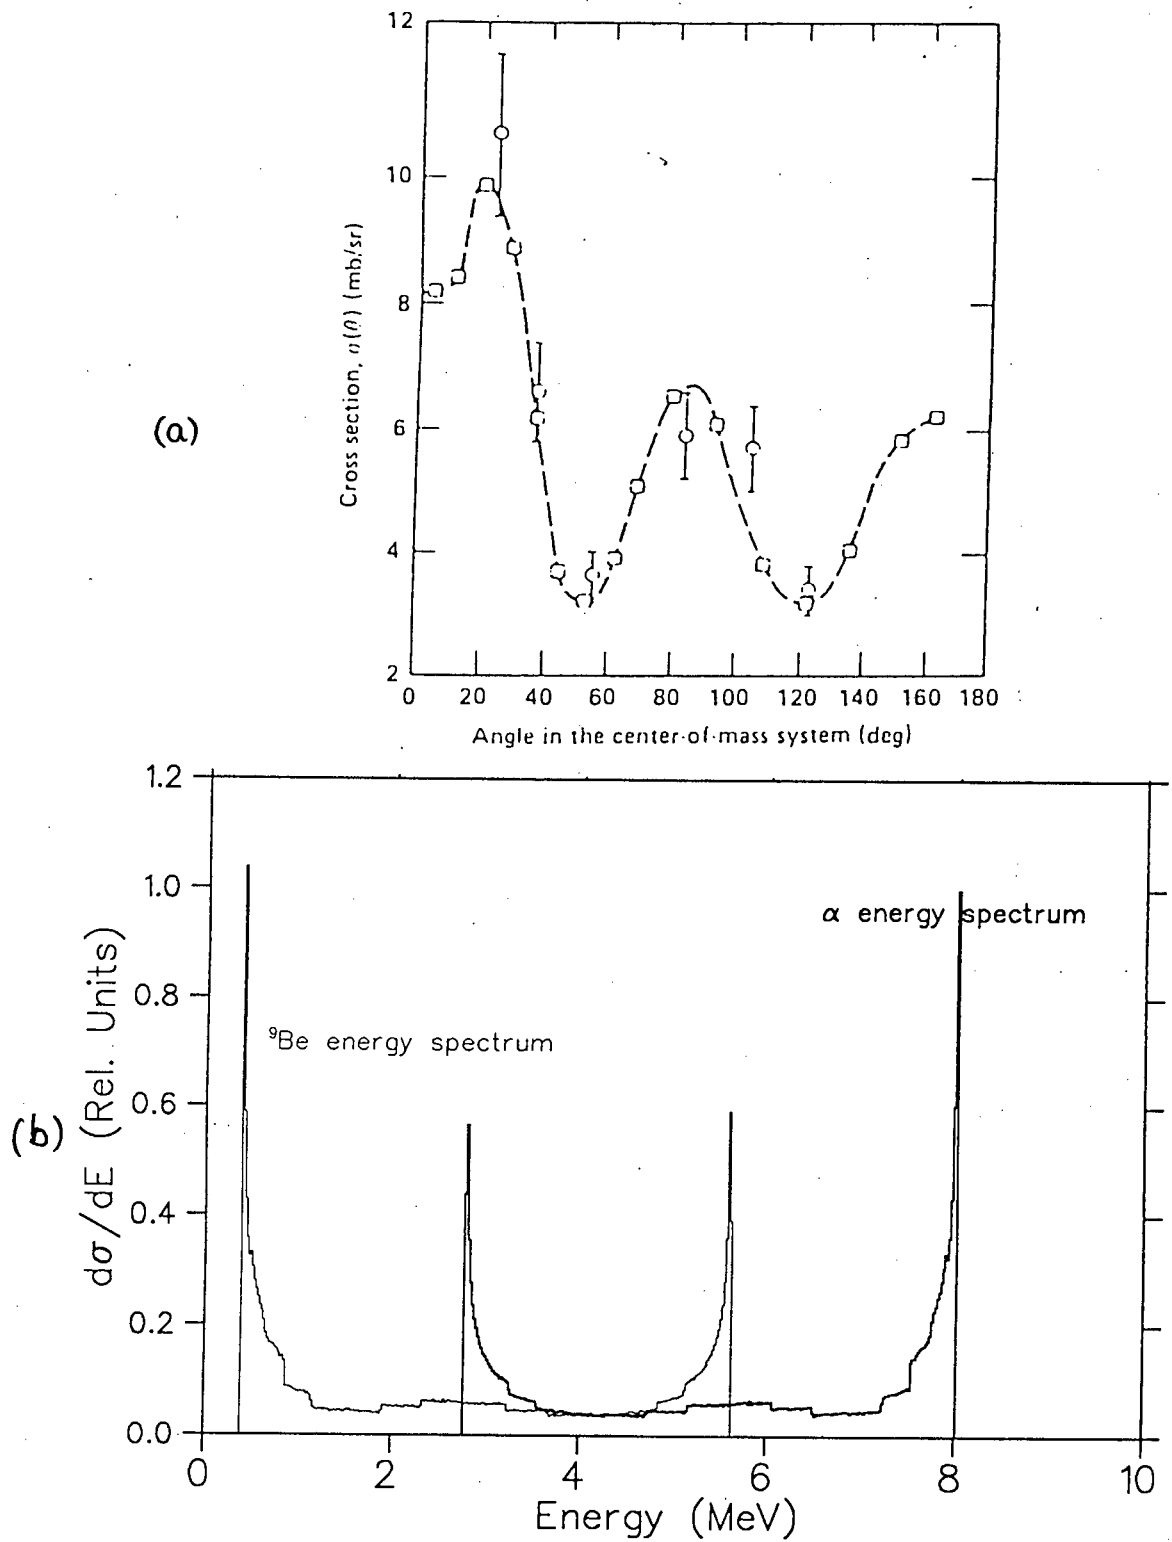 12
10
8
6
4
2
Cross section, σ(θ) (mb/sr)
(a)
0 20 40 60 80 100 120 140 160 180
Angle in the center-of-mass system (deg)
1.2
1.0
0.8
0.6
0.4
0.2
0.0
dσ/dE (Rel. Units)
(b)
α energy spectrum
⁹Be energy spectrum
0 2 4 6 8 10
Energy (MeV)